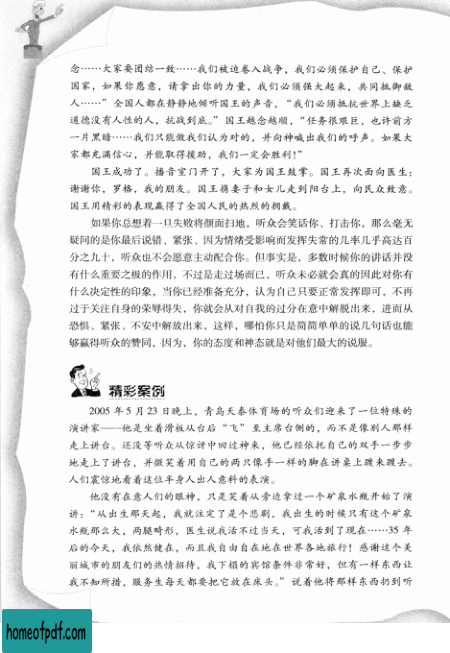 念……大家要团结一致……我们被迫卷入战争，我们必须保护自己、保护
国家，如果你愿意，请拿出你的力量，我们必须强大起来，共同抵御敌
人……”全国人都在静静地倾听国王的声音，“我们必须抵抗世界上缺乏
道德没有人性的人，抗战到底。”国王越念越顺，“任务很艰巨，也许前方
一片黑暗……我们只能做我们认为对的，并向神喊出我们的呼声。如果大
家都充满信心，并能取得援助，我们一定会胜利！”
国王成功了。播音室门开了，大家为国王鼓掌。国王再次面向医生：
谢谢你，罗格，我的朋友。国王携妻子和女儿走到阳台上，向民众致意。
国王用精彩的表现赢得了全国人民的热烈的拥戴。
如果你总想着一旦失败将颜面扫地，听众会笑话你、打击你，那么毫无
疑问的是你最后说错、紧张、因为情绪受影响而发挥失常的几率几乎高达百
分之九十，听众也不会愿意主动配合你。但事实是，多数时候你的讲话并没
有什么重要之极的作用，不过是走过场而已，听众未必就会真的因此对你有
什么决定性的印象，当你已经准备充分，认为自己只要正常发挥即可，不再
过于关注自身的荣辱得失，你就会从对自我的过分在意中解脱出来，进而从
恐惧、紧张、不安中解放出来，这样，哪怕你只是简简单单的说几句话也能
够赢得听众的赞同，因为，你的态度和神态就是对他们最大的说服。
精彩案例
2005年5月23日晚上，青岛天泰体育场的听众们迎来了一位特殊的
演讲家——他是坐着滑板从台后“飞”至主席台侧的，而不是像别人那样
走上讲台。还没等听众从惊讶中回过神来，他已经依托自己的双手一步步
地走上了讲台，并微笑着用自己的两只像手一样的脚在讲桌上踱来踱去。
人们震惊地看着这位半身人出人意料的表演。
他没有在意人们的眼神，只是笑着从旁边拿过一个矿泉水瓶开始了演
讲：“从出生那天起，我就注定了是个悲剧，我出生的时候只有这个矿泉
水瓶那么大，两腿畸形，医生说我活不过当天，可我活到了现在……35年
后的今天，我依然健在，而且我自由自在地在世界各地旅行！感谢这个美
丽城市的朋友们的热情招待，我下榻的宾馆条件非常好，但有一样东西让
我不知所措，服务生每天都要把它放在床头。”说着他将那样东西扔到听
homeofpdf.com